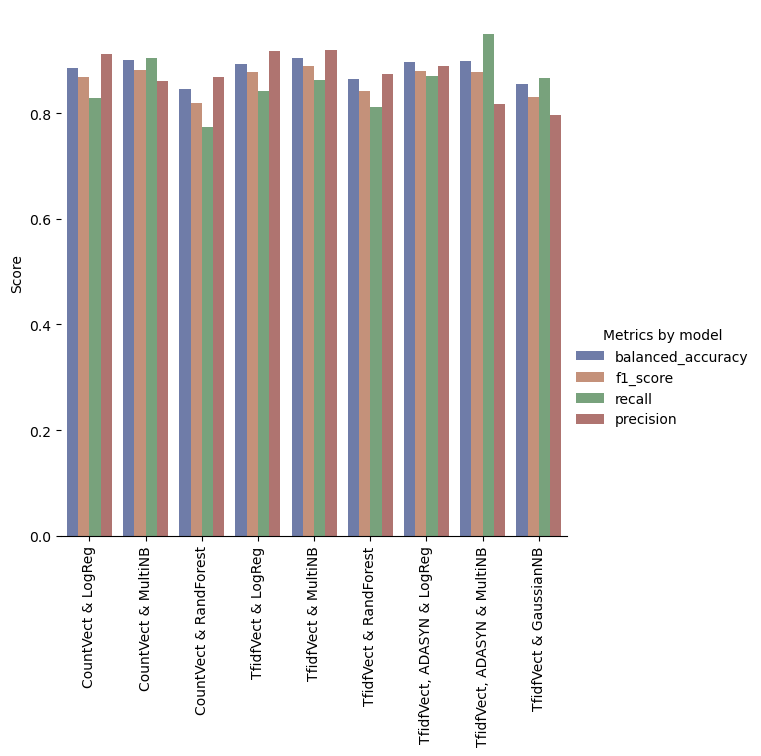 0.8
0.6
0.4
0.2
0.0
Score
CountVect & LogReg
CountVect & MultiNB
CountVect & RandForest
TfidfVect & LogReg
TfidfVect & MultiNB
TfidfVect & RandForest
TfidfVect, ADASYN & LogReg
TfidfVect, ADASYN & MultiNB
TfidfVect & GaussianNB
Metrics by model
balanced_accuracy
f1_score
recall
precision